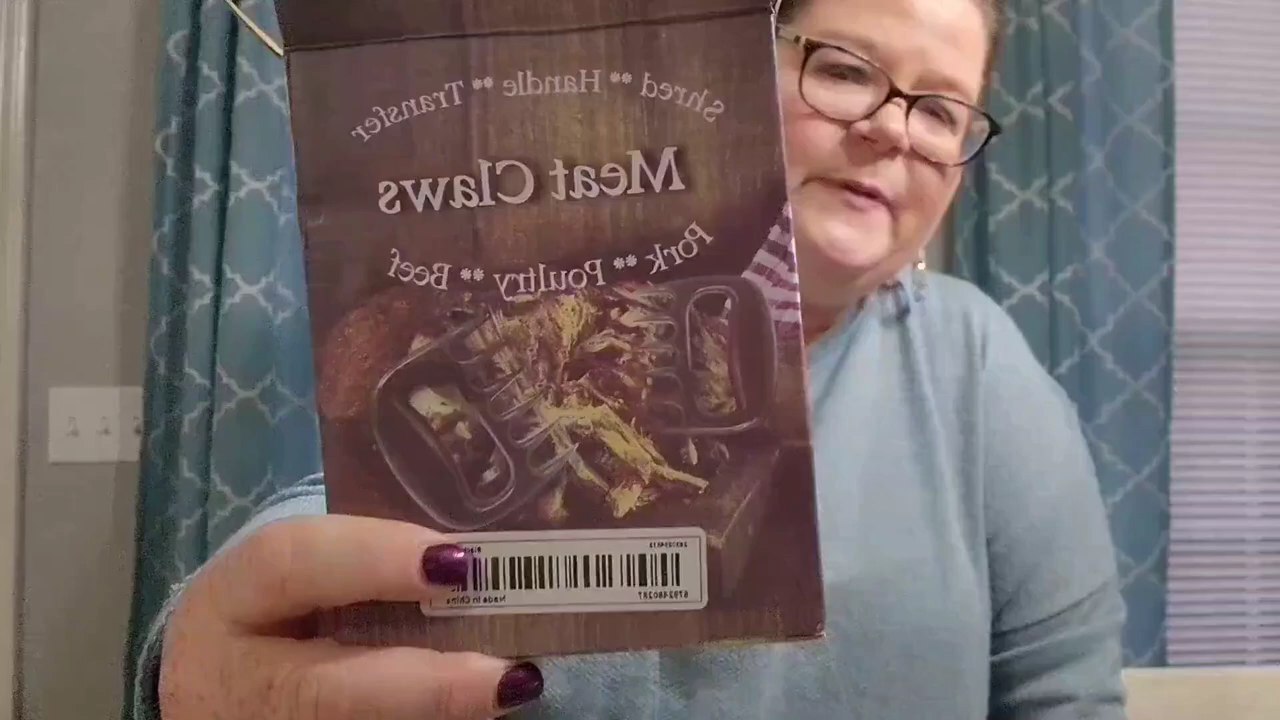 Shred ** Handle ** Transfer
Meat Claws
Pork ** Poultry ** Beef
Made in China